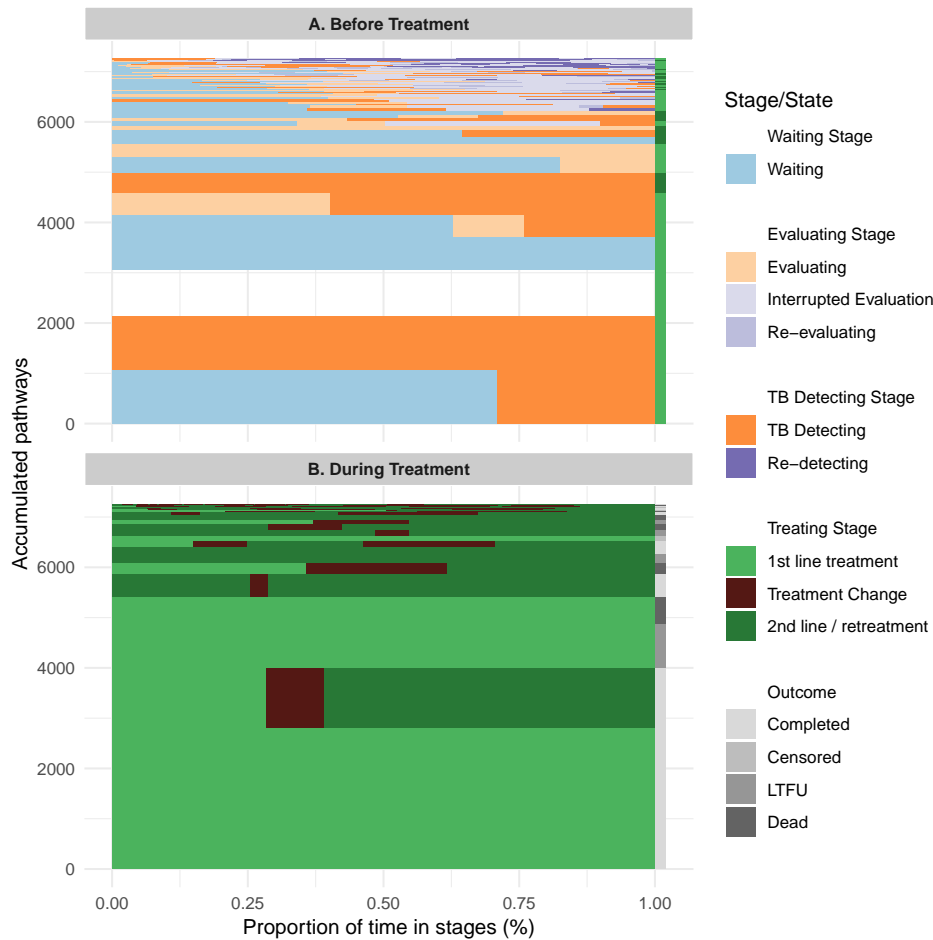 A. Before Treatment
6000
4000
2000
0
Accumulated pathways
B. During Treatment
6000
4000
2000
0
0.00
0.25
0.50
0.75
1.00
Proportion of time in stages (%)
Stage/State
Waiting Stage
Waiting
Evaluating Stage
Evaluating
Interrupted Evaluation
Re−evaluating
TB Detecting Stage
TB Detecting
Re−detecting
Treating Stage
1st line treatment
Treatment Change
2nd line / retreatment
Outcome
Completed
Censored
LTFU
Dead